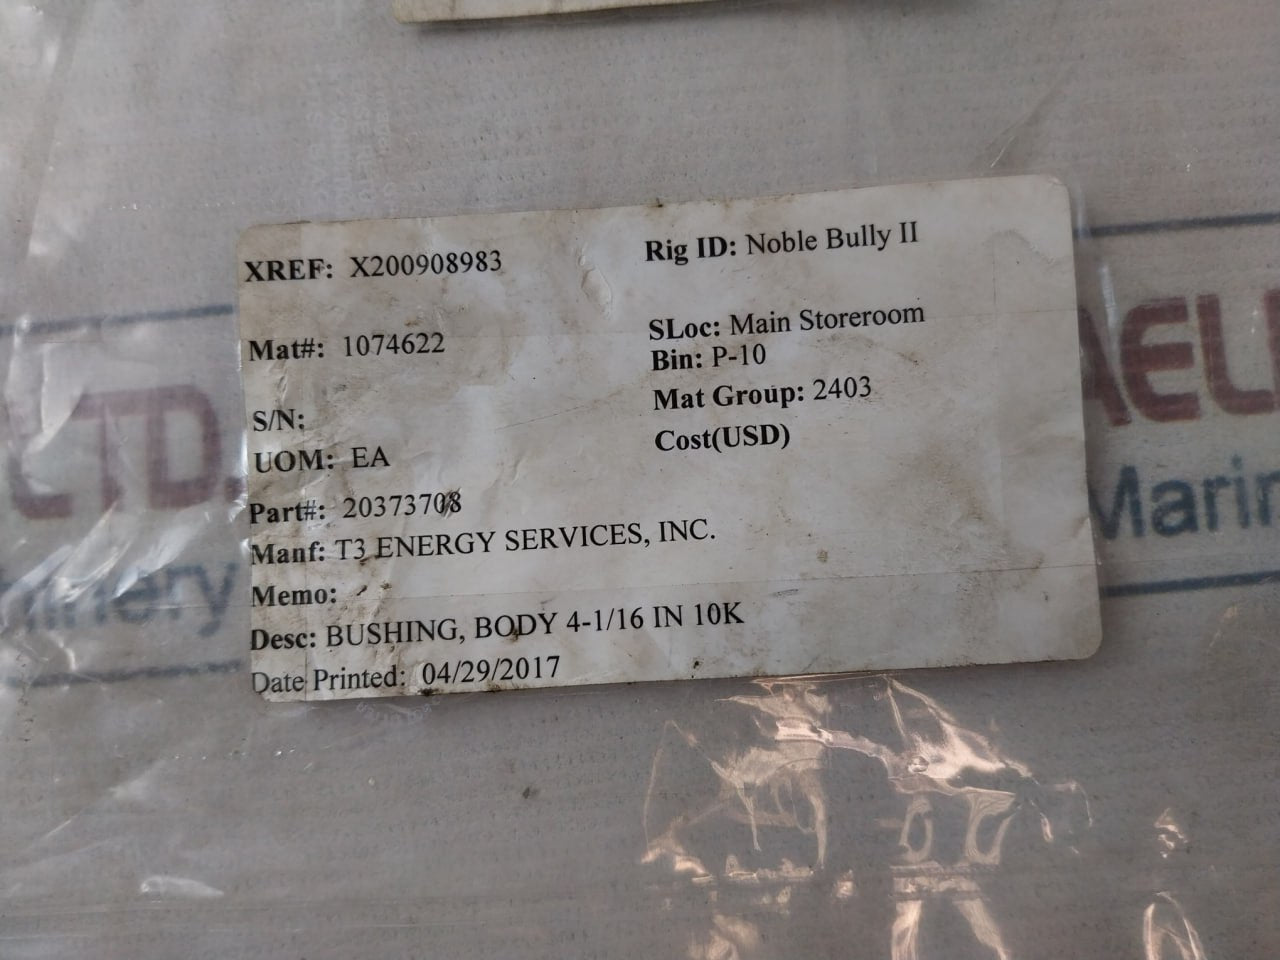 XREF: X200908983
Rig ID: Noble Bully II
Mat#: 1074622
SLoc: Main Storeroom
Bin: P-10
Mat Group: 2403
S/N:
Cost(USD)
UOM: EA
Part#: 20373708
Manf: T3 ENERGY SERVICES, INC.
Memo:
Desc: BUSHING, BODY 4-1/16 IN 10K
Date Printed: 04/29/2017
LTD.